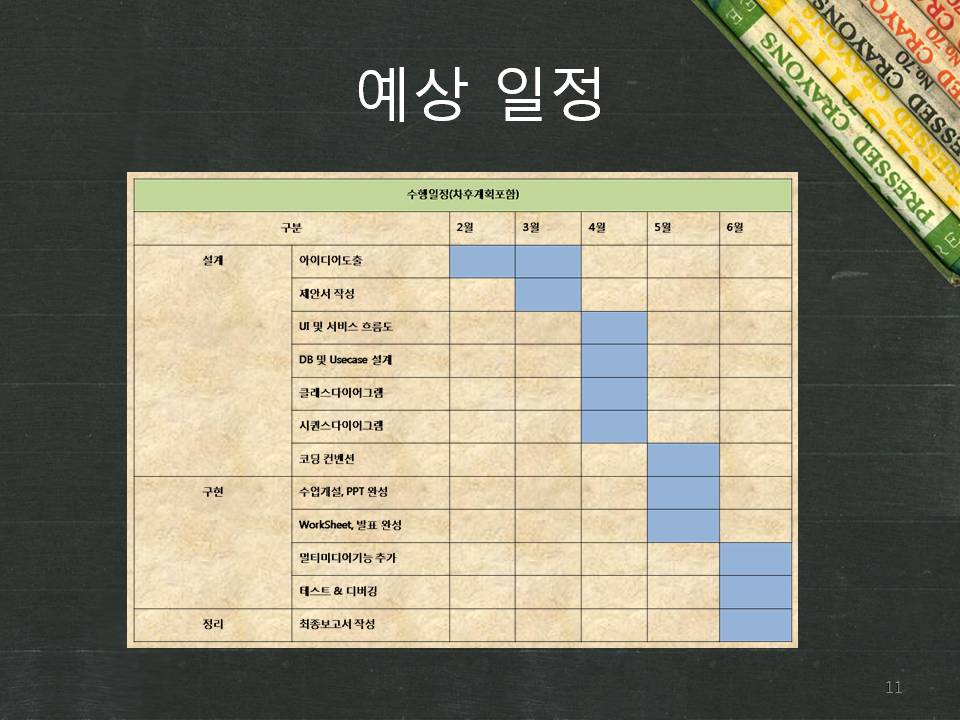 예상 일정
수행일정(차후계획포함)
구분 2월 3월 4월 5월 6월
설계 아이디어도출
제안서 작성
UI 및 서비스 흐름도
DB 및 Usecase 설계
클레스다이어그램
시퀀스다이어그램
코딩 컨벤션
구현 수업개설, PPT 완성
WorkSheet, 발표 완성
멀티미디어기능 추가
테스트 & 디버깅
정리 최종보고서 작성
11
PRESSED CRAYONS
PRESSED CRAYONS
No.70
PRESSED CRAYONS
No.70